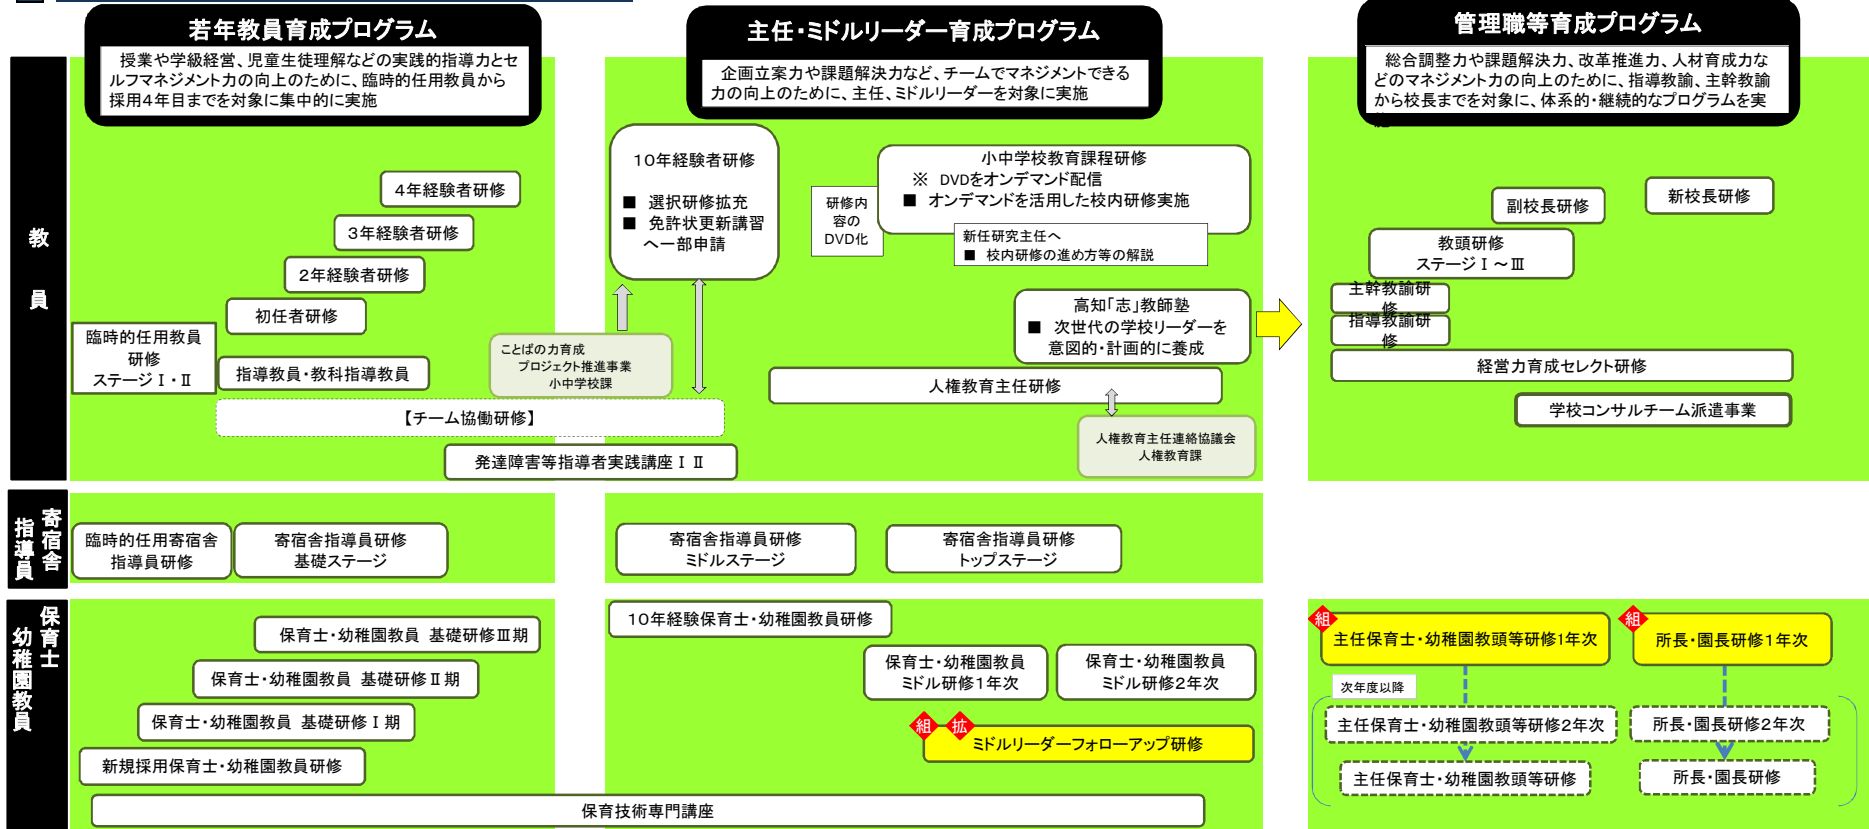 若年教員育成プログラム
授業や学級経営、児童生徒理解などの実践的指導力とセ
ルフマネジメント力の向上のために、臨時的任用教員から
採用4年目までを対象に集中的に実施
主任・ミドルリーダー育成プログラム
企画立案力や課題解決力など、チームでマネジメントできる
力の向上のために、主任、ミドルリーダーを対象に実施
管理職等育成プログラム
総合調整力や課題解決力、改革推進力、人材育成力な
どのマネジメント力の向上のために、指導教諭、主幹教諭
から校長までを対象に、体系的・継続的なプログラムを実
教 員
4年経験者研修
3年経験者研修
2年経験者研修
初任者研修
臨時的任用教員
研修
ステージⅠ・Ⅱ
指導教員・教科指導教員
【チーム協働研修】
発達障害等指導者実践講座ⅠⅡ
ことばの力育成
プロジェクト推進事業
小中学校課
10年経験者研修
■ 選択研修拡充
■ 免許状更新講習
へ一部申請
研修内
容の
DVD化
小中学校教育課程研修
※ DVDをオンデマンド配信
■ オンデマンドを活用した校内研修実施
新任研究主任へ
■ 校内研修の進め方等の解説
高知「志」教師塾
■ 次世代の学校リーダーを
意図的・計画的に養成
人権教育主任研修
人権教育主任連絡協議会
人権教育課
新校長研修
副校長研修
教頭研修
ステージⅠ～Ⅲ
主幹教諭研
修
指導教諭研
修
経営力育成セレクト研修
学校コンサルチーム派遣事業
寄宿舎
指導員
臨時的任用寄宿舎
指導員研修
寄宿舎指導員研修
基礎ステージ
寄宿舎指導員研修
ミドルステージ
寄宿舎指導員研修
トップステージ
保育士
幼稚園教員
保育士・幼稚園教員 基礎研修Ⅲ期
保育士・幼稚園教員 基礎研修Ⅱ期
保育士・幼稚園教員 基礎研修Ⅰ期
新規採用保育士・幼稚園教員研修
保育技術専門講座
10年経験保育士・幼稚園教員研修
保育士・幼稚園教員
ミドル研修1年次
保育士・幼稚園教員
ミドル研修2年次
組 拡
ミドルリーダーフォローアップ研修
組
主任保育士・幼稚園教頭等研修1年次
組
所長・園長研修1年次
次年度以降
主任保育士・幼稚園教頭等研修2年次
所長・園長研修2年次
主任保育士・幼稚園教頭等研修
所長・園長研修